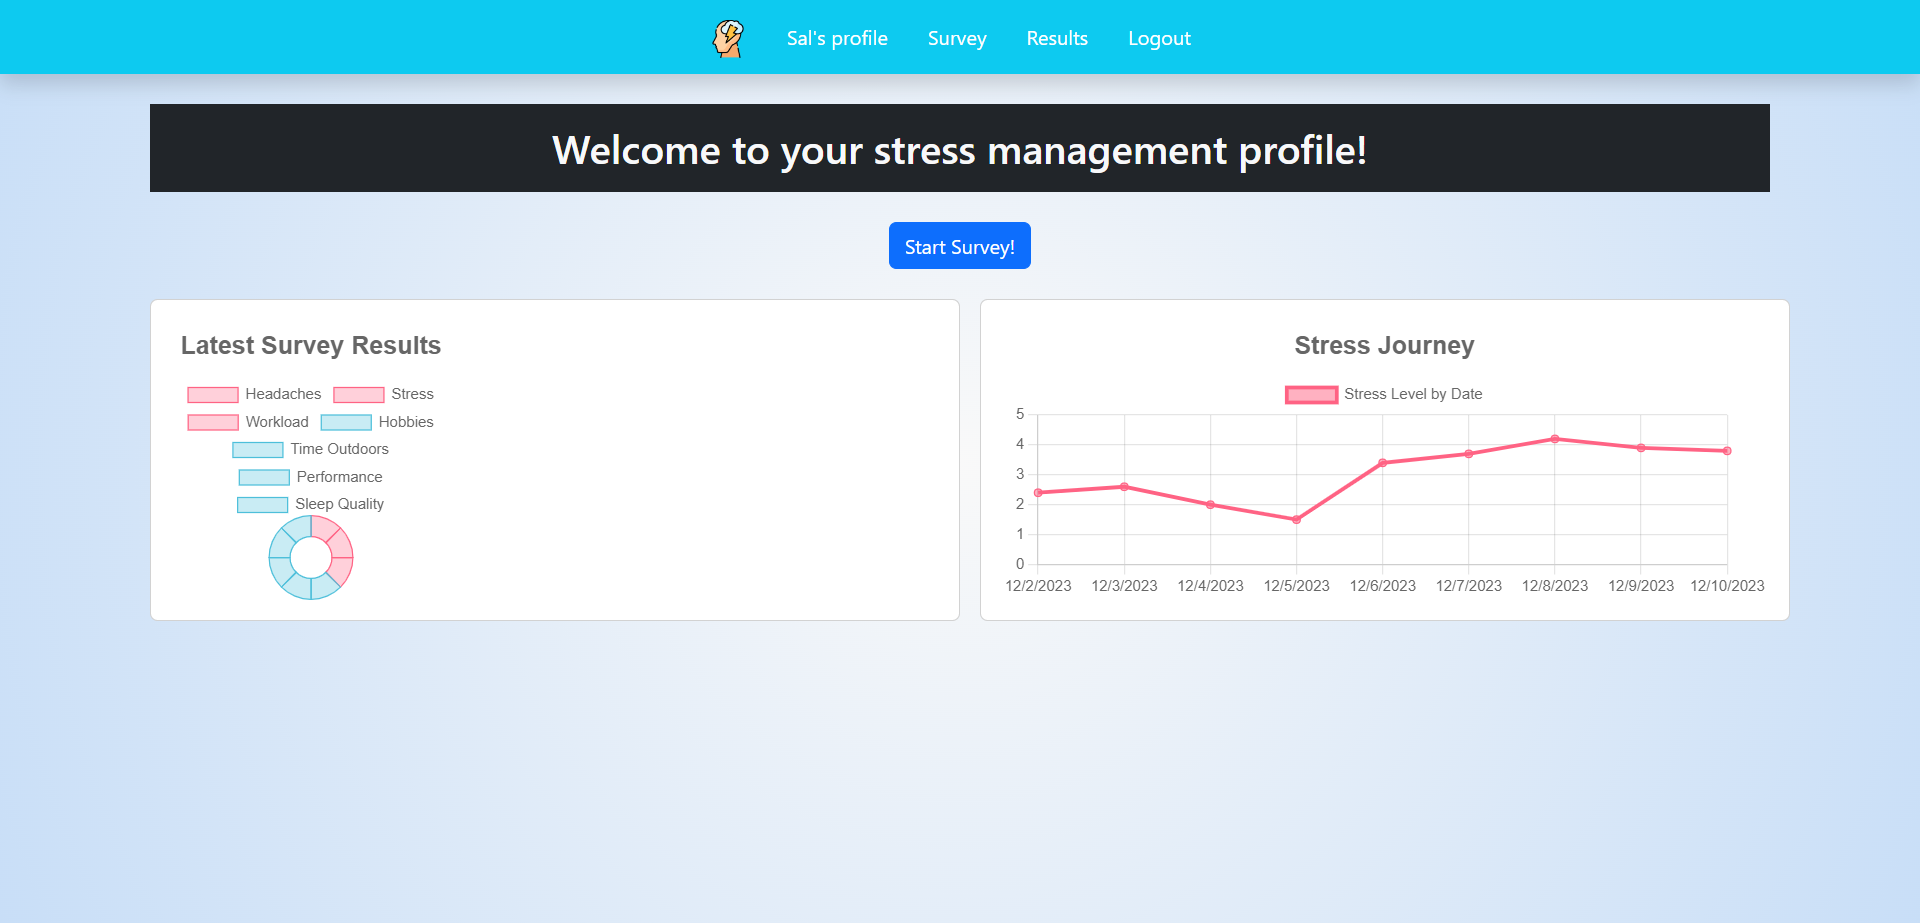 Sal's profile Survey Results Logout
Welcome to your stress management profile!
Start Survey!
Latest Survey Results
Headaches Stress
Workload Hobbies
Time Outdoors
Performance
Sleep Quality
Stress Journey
Stress Level by Date
5
4
3
2
1
0
12/2/2023 12/3/2023 12/4/2023 12/5/2023 12/6/2023 12/7/2023 12/8/2023 12/9/2023 12/10/2023